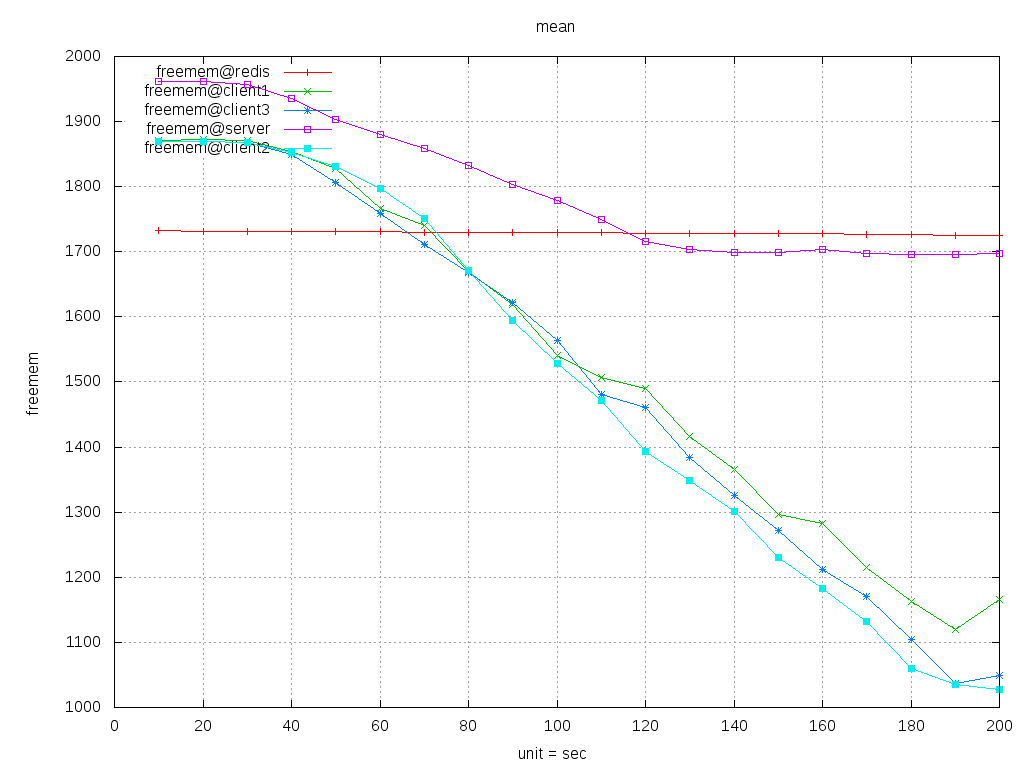 mean
2000
1900
1800
1700
1600
1500
1400
1300
1200
1100
1000
freemem
freemem@redis
freemem@client1
freemem@client3
freemem@server
freemem@client2
0 20 40 60 80 100 120 140 160 180 200
unit = sec